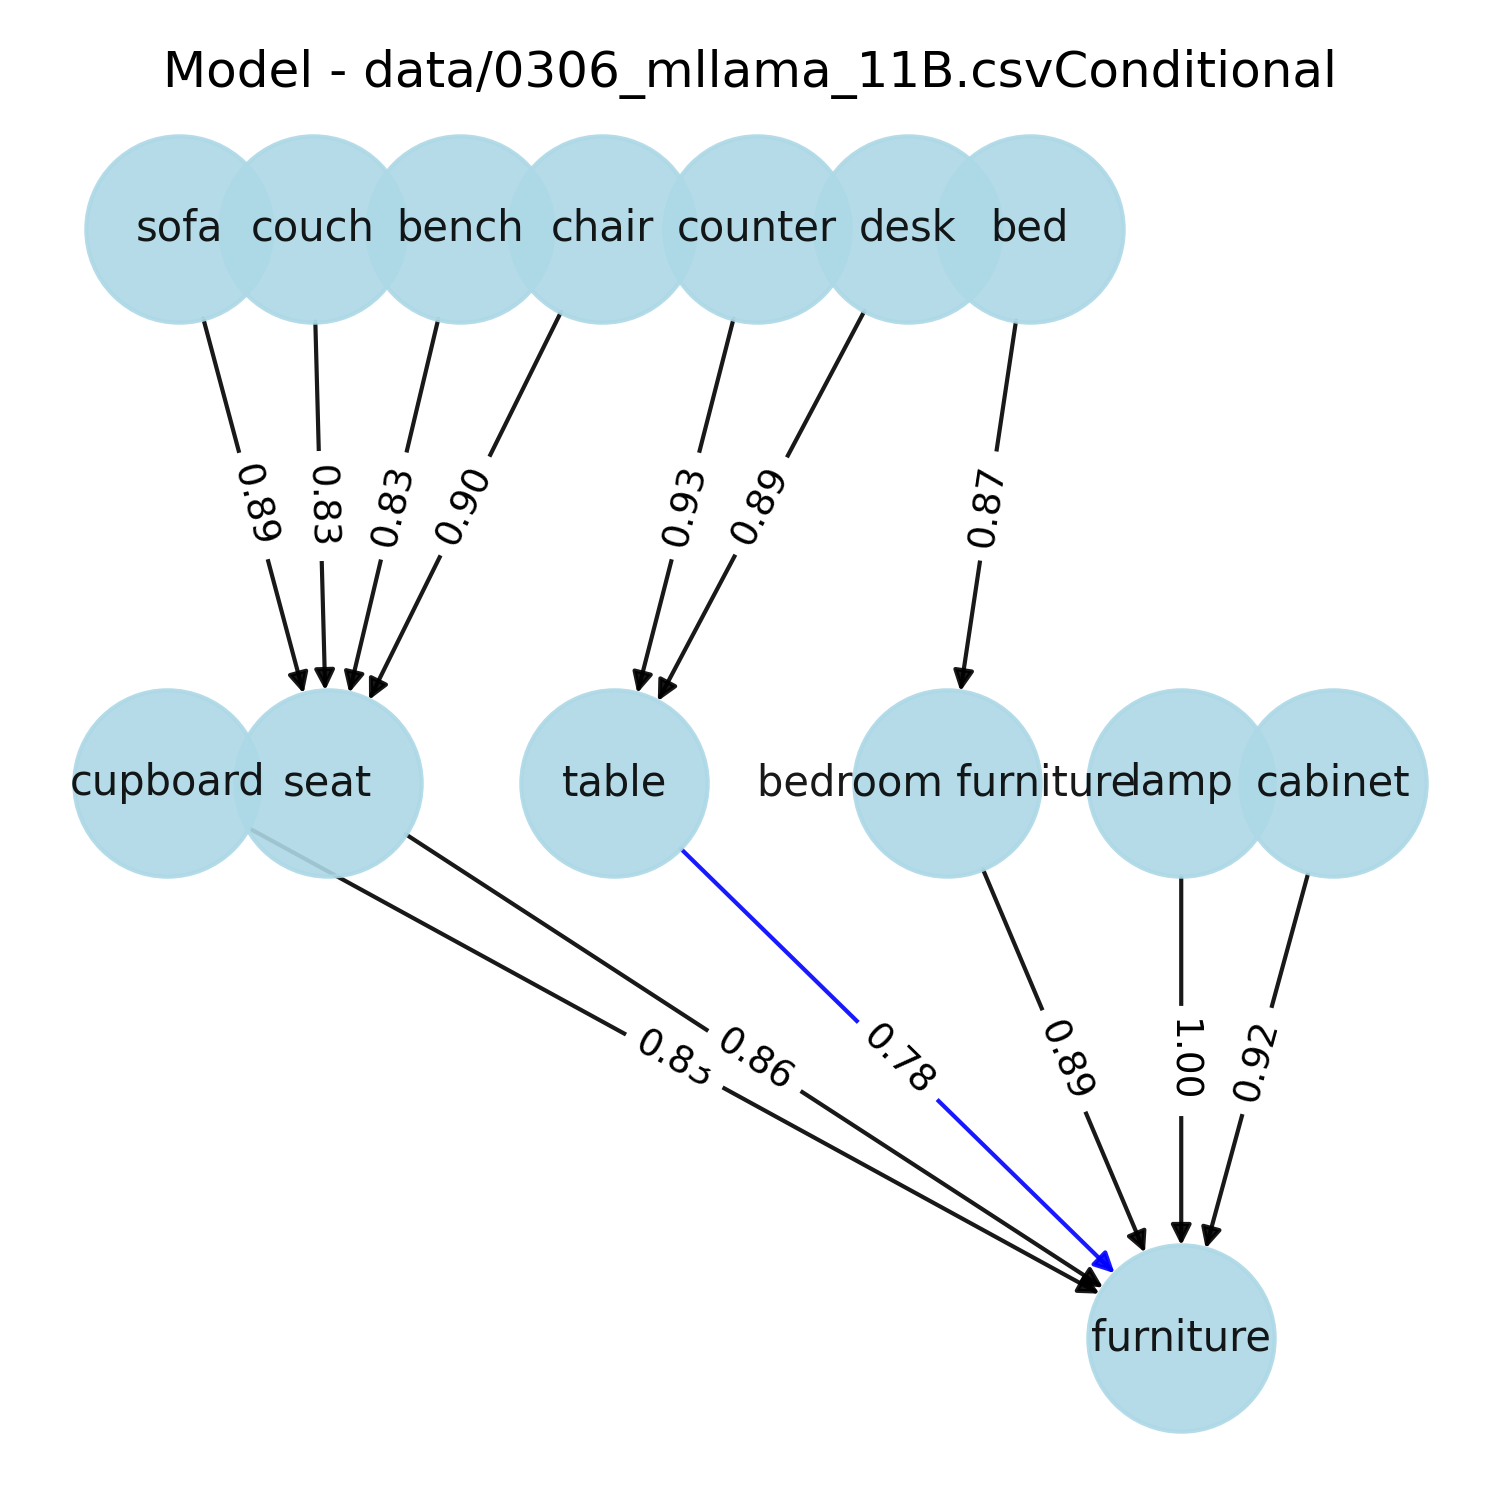 Model - data/0306_mllama_11B.csvConditional
sofa couch bench chair counter desk bed
0.89 0.83 0.83 0.90 0.93 0.89 0.87
cupboard seat table bedroom furniture lamp cabinet
0.86 0.78 0.89 1.00 0.92
furniture